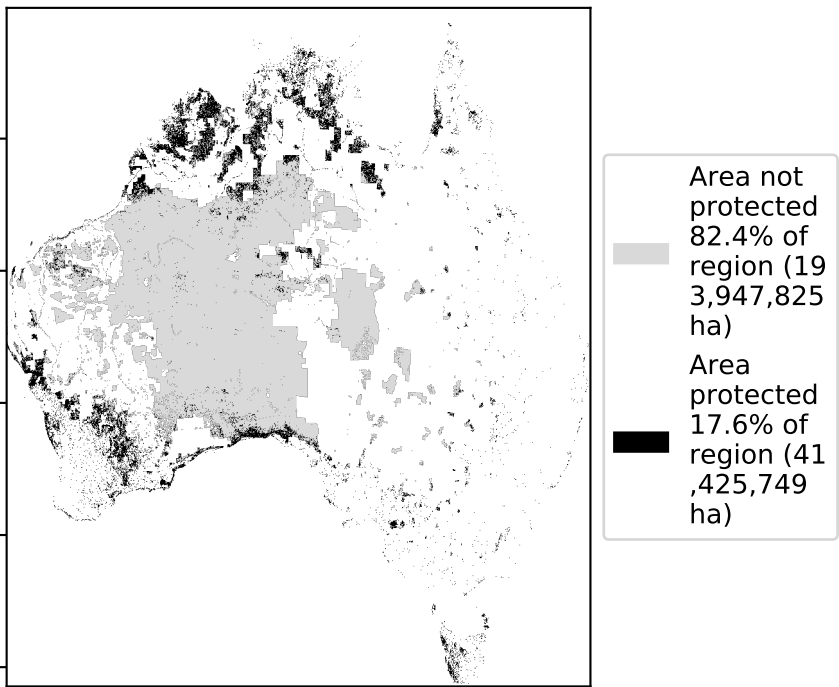 Area not
protected
82.4% of
region (19
3,947,825
ha)
Area
protected
17.6% of
region (41
,425,749
ha)